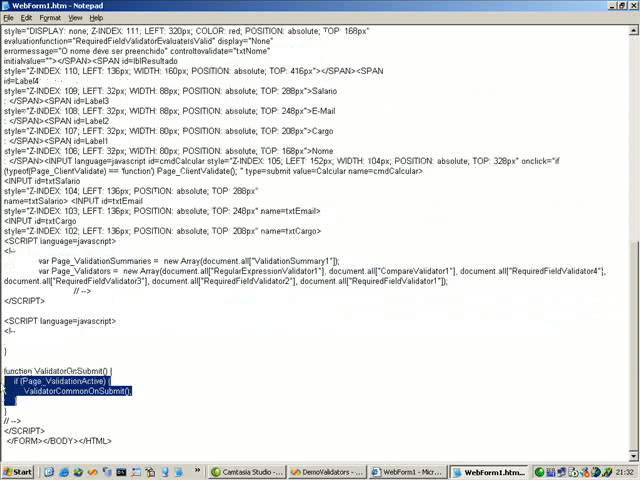 WebForm1.htm - Notepad
File Edit Format View Help
style="DISPLAY: none; Z-INDEX: 111; LEFT: 320px; COLOR: red; POSITION: absolute; TOP: 168px"
evaluationfunction="RequiredFieldValidatorEvaluateIsValid" display="None"
errormessage="O nome deve ser preenchido" controltovalidate="txtNome"
initialvalue=""></SPAN><SPAN id=lblResultado
style="Z-INDEX: 110; LEFT: 136px; WIDTH: 160px; POSITION: absolute; TOP: 416px"></SPAN><SPAN
id=Label4
style="Z-INDEX: 109; LEFT: 32px; WIDTH: 88px; POSITION: absolute; TOP: 288px">Salario
: </SPAN><SPAN id=Label3
style="Z-INDEX: 108; LEFT: 32px; WIDTH: 88px; POSITION: absolute; TOP: 248px">E-Mail
: </SPAN><SPAN id=Label2
style="Z-INDEX: 107; LEFT: 32px; WIDTH: 80px; POSITION: absolute; TOP: 208px">Cargo
: </SPAN><SPAN id=Label1
style="Z-INDEX: 106; LEFT: 32px; WIDTH: 80px; POSITION: absolute; TOP: 168px">Nome
: </SPAN><INPUT language=javascript id=cmdCalcular style="Z-INDEX: 105; LEFT: 152px; WIDTH: 104px; POSITION: absolute; TOP: 328px" onclick="if
(typeof(Page_ClientValidate) == 'function') Page_ClientValidate(); " type=submit value=Calcular name=cmdCalcular>
<INPUT id=txtSalario
style="Z-INDEX: 104; LEFT: 136px; POSITION: absolute; TOP: 288px"
name=txtSalario> <INPUT id=txtEmail
style="Z-INDEX: 103; LEFT: 136px; POSITION: absolute; TOP: 248px" name=txtEmail>
<INPUT id=txtCargo
style="Z-INDEX: 102; LEFT: 136px; POSITION: absolute; TOP: 208px" name=txtCargo>
<SCRIPT language=javascript>
<!--
var Page_ValidationSummaries = new Array(document.all["ValidationSummary1"]);
var Page_Validators = new Array(document.all["RegularExpressionValidator1"], document.all["CompareValidator1"], document.all["RequiredFieldValidator4"],
document.all["RequiredFieldValidator3"], document.all["RequiredFieldValidator2"], document.all["RequiredFieldValidator1"]);
// -->
</SCRIPT>
<SCRIPT language=javascript>
<!--
}
function ValidatorOnSubmit() {
if (Page_ValidationActive) {
ValidatorCommonOnSubmit();
}
}
// -->
</SCRIPT>
</FORM></BODY></HTML>
Start » Camtasia Studio -... DemoValidators - ... WebForm1 - Micr... WebForm1.htm... 21:32